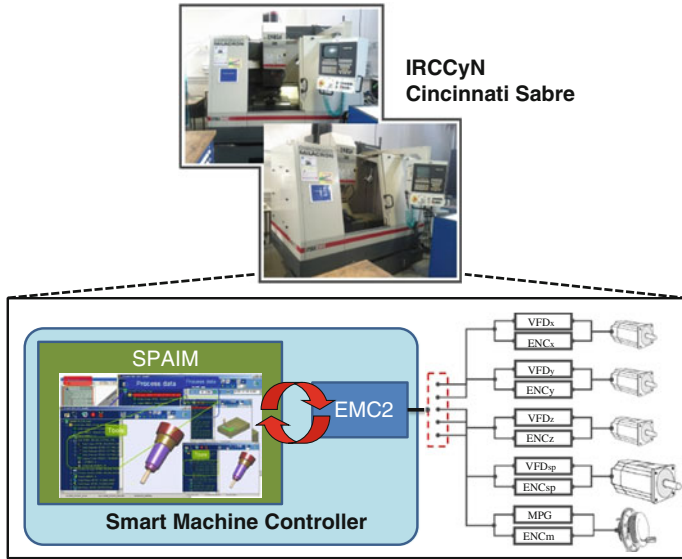 IRCCyN
Cincinnati Sabre
SPAIM
Process data
Tools
EMC2
Smart Machine Controller
VFDx
ENCx
VFDy
ENCy
VFDz
ENCz
VFDsp
ENCsp
MPG
ENCm